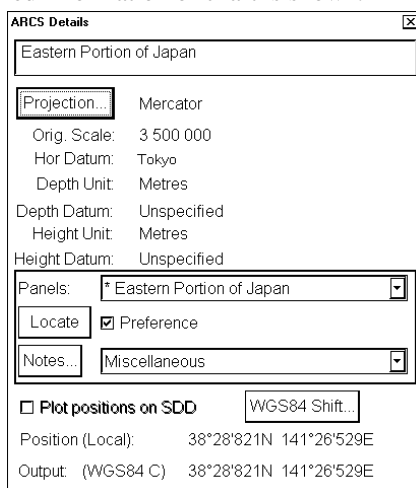 ARCS Details
Eastern Portion of Japan
Projection... Mercator
Orig. Scale: 3 500 000
Hor Datum: Tokyo
Depth Unit: Metres
Depth Datum: Unspecified
Height Unit: Metres
Height Datum: Unspecified
Panels: * Eastern Portion of Japan
Locate Preference
Notes... Miscellaneous
Plot positions on SDD WGS84 Shift...
Position (Local): 38°28'821N 141°26'529E
Output: (WGS84 C) 38°28'821N 141°26'529E